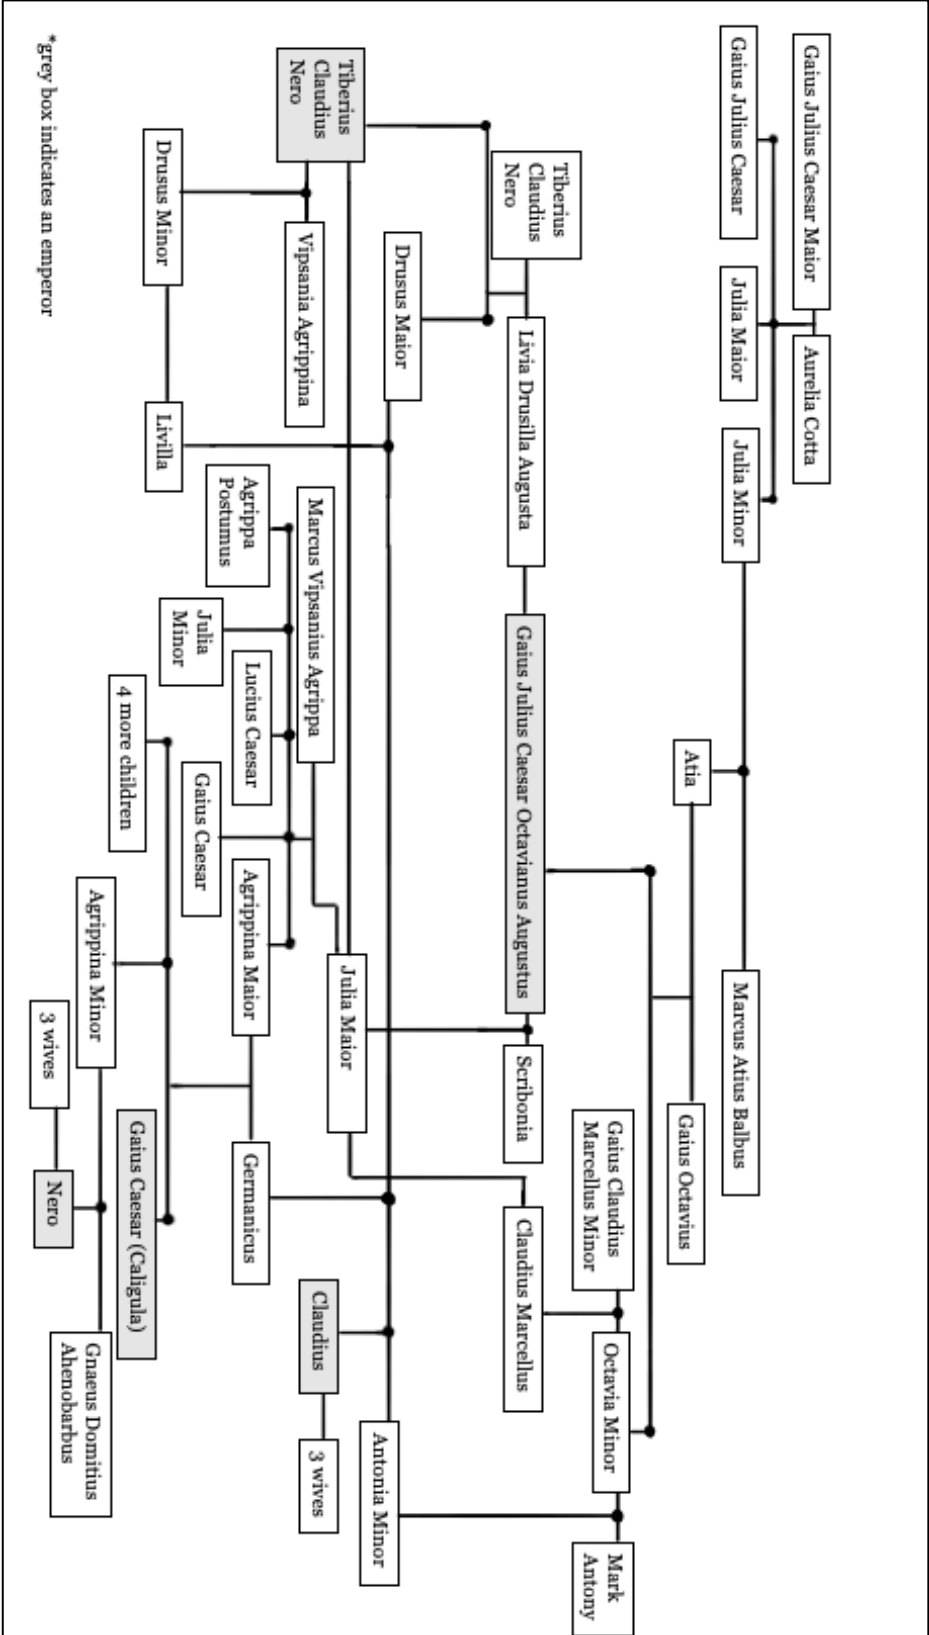 Gaius Julius Caesar Maior
Aurelia Cotta
Gaius Julius Caesar
Julia Maior
Julia Minor
Marcus Atius Balbus
Atia
Gaius Octavius
Tiberius
Claudius
Nero
Livia Drusilla Augusta
Gaius Julius Caesar Octavianus Augustus
Scribonia
Gaius Claudius
Marcellus Minor
Octavia Minor
Mark
Antony
Claudius Marcellus
Tiberius
Claudius
Nero
Vipsania Agrippina
Drusus Maior
Antonia Minor
Marcus Vipsanius Agrippa
Julia Maior
Claudius
3 wives
Drusus Minor
Livilla
Agrippa
Postumus
Julia
Minor
Lucius Caesar
Gaius Caesar
Agrippina Maior
Germanicus
4 more children
Agrippina Minor
Gaius Caesar (Caligula)
Gnaeus Domitius
Ahenobarbus
3 wives
Nero
*grey box indicates an emperor